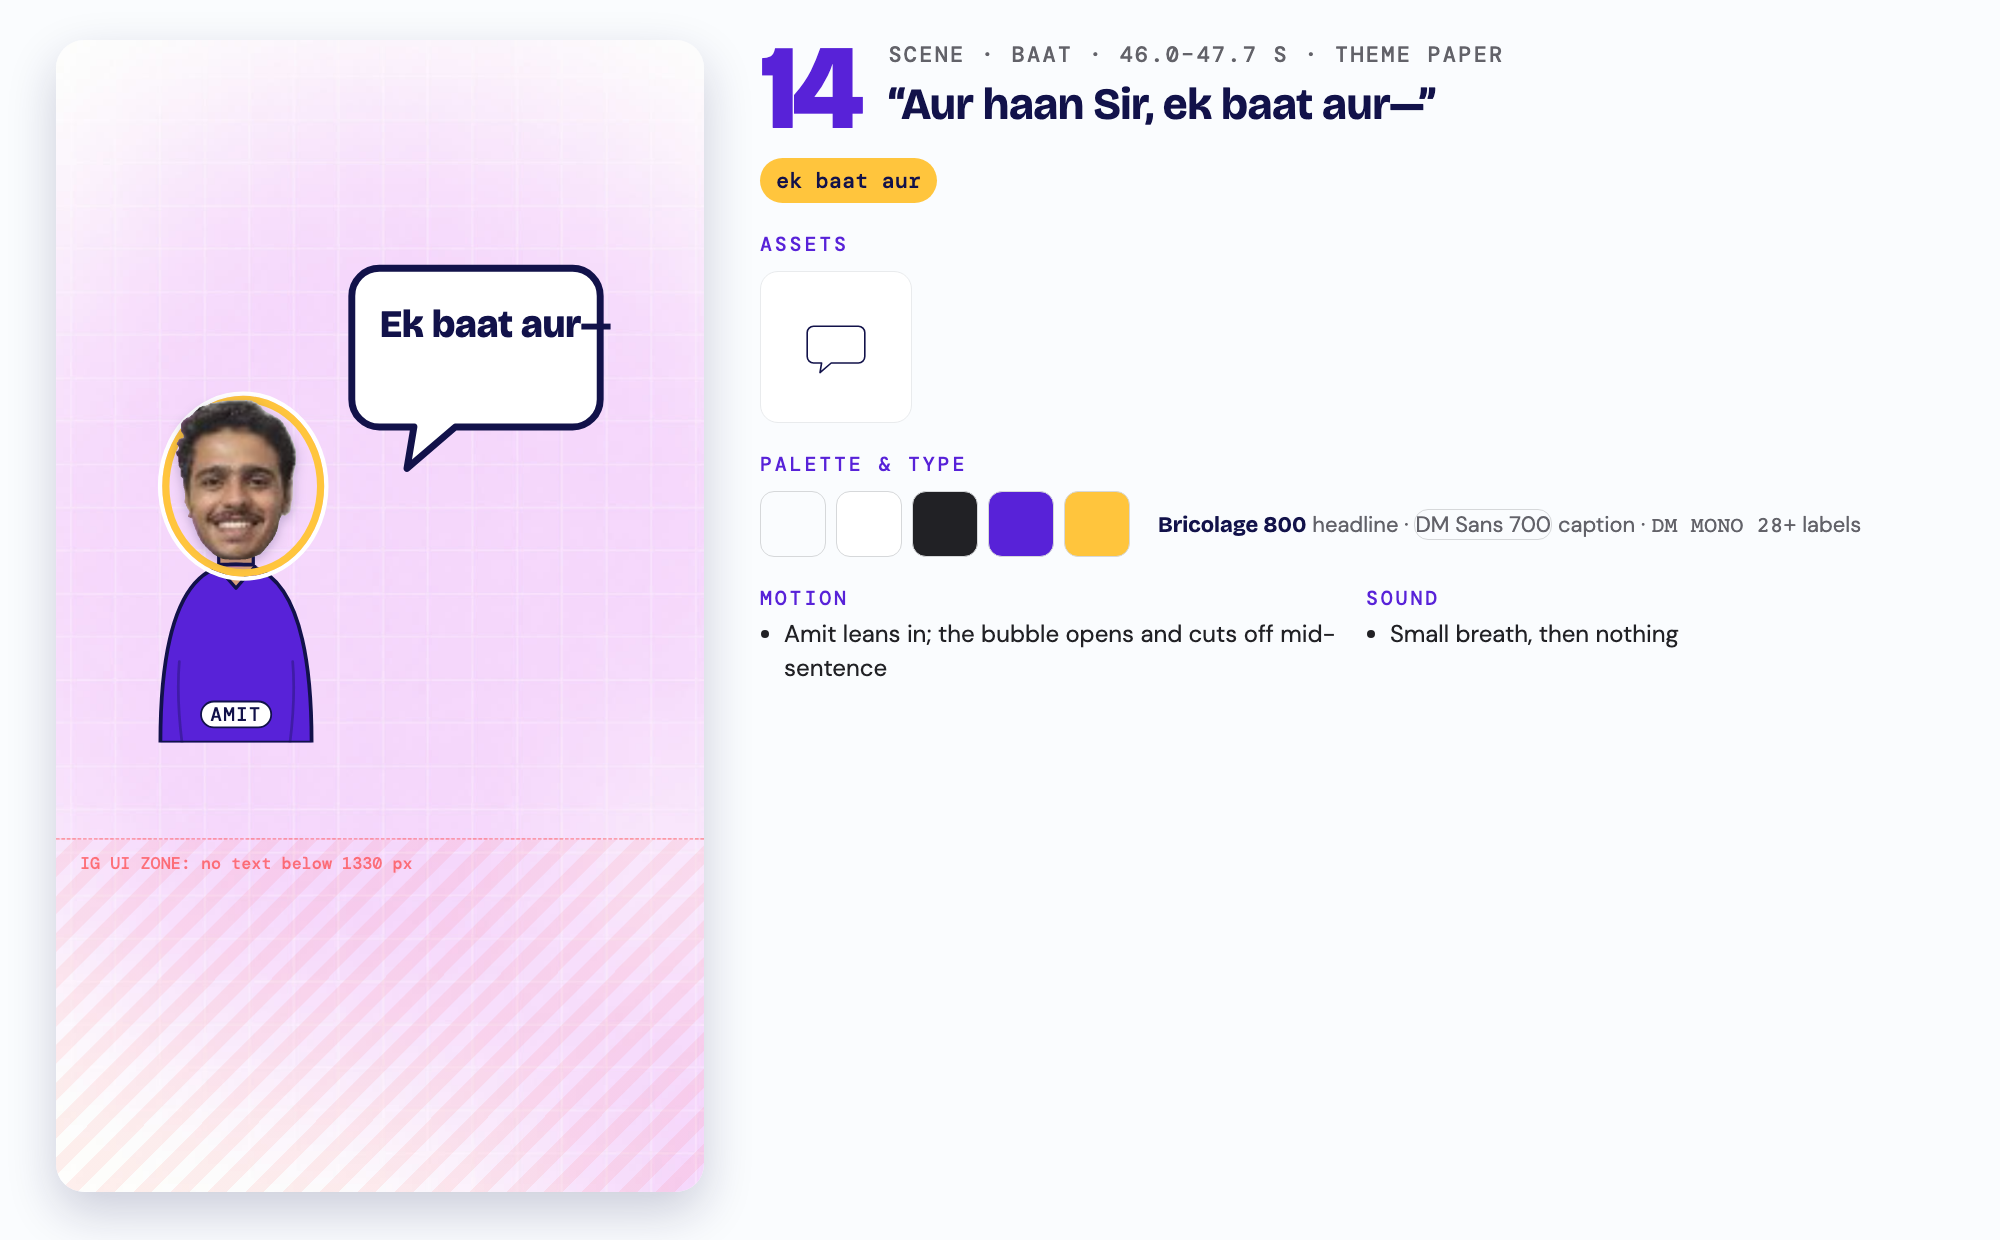 Ek baat aur—
AMIT
IG UI ZONE: no text below 1330 px
14
SCENE · BAAT · 46.0–47.7 S · THEME PAPER
“Aur haan Sir, ek baat aur—”
ek baat aur
ASSETS
PALETTE & TYPE
Bricolage 800 headline · DM Sans 700 caption · DM MONO 28+ labels
MOTION
• Amit leans in; the bubble opens and cuts off mid-
sentence
SOUND
• Small breath, then nothing